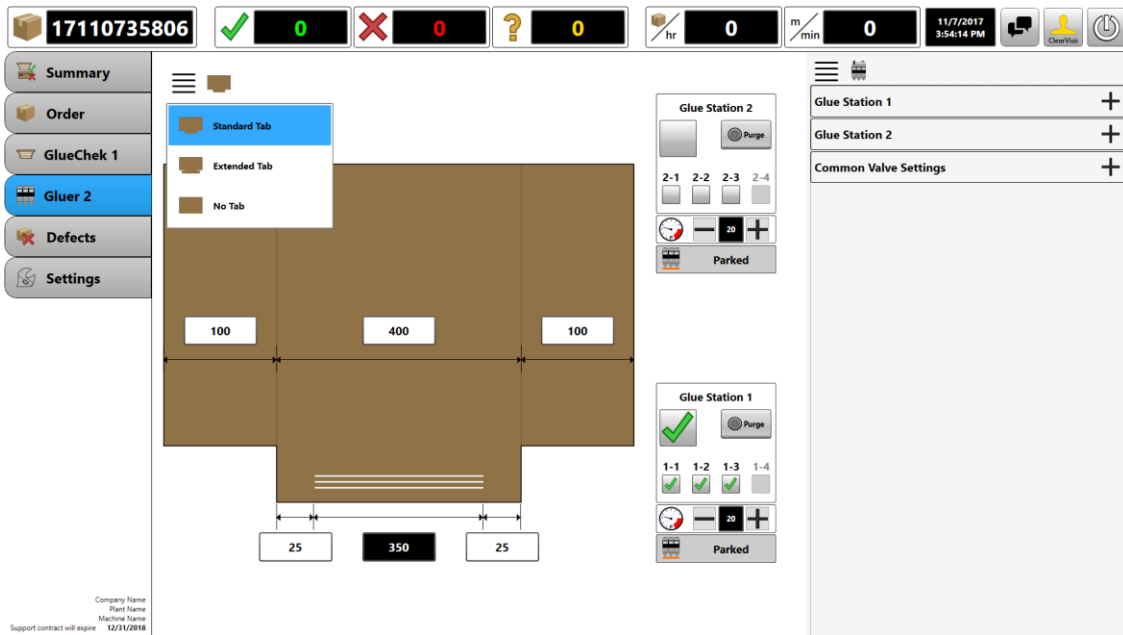 17110735806
0
0
0
hr
0
m
min
0
11/7/2017
3:54:14 PM
ClearVision
Summary
Order
GlueChek 1
Gluer 2
Defects
Settings
Standard Tab
Extended Tab
No Tab
100
400
100
25
350
25
Glue Station 2
Purge
2-1 2-2 2-3 2-4
20
Parked
Glue Station 1
Purge
1-1 1-2 1-3 1-4
20
Parked
Glue Station 1
Glue Station 2
Common Valve Settings
Company Name
Plant Name
Machine Name
Support contract will expire 12/31/2018